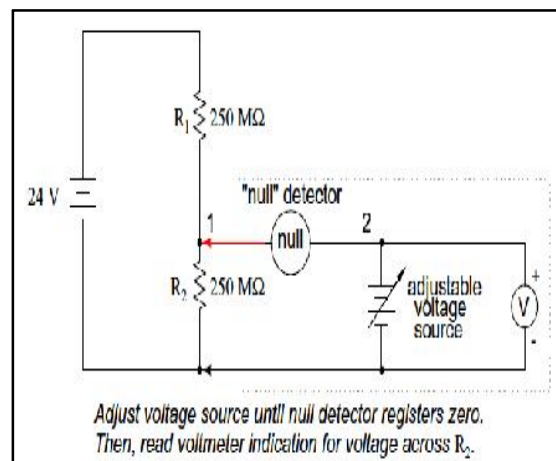 R1 250 MΩ
24 V
"null" detector
1
null
2
R2 250 MΩ
adjustable
voltage
source
+
V
-
Adjust voltage source until null detector registers zero.
Then, read voltmeter indication for voltage across R2.